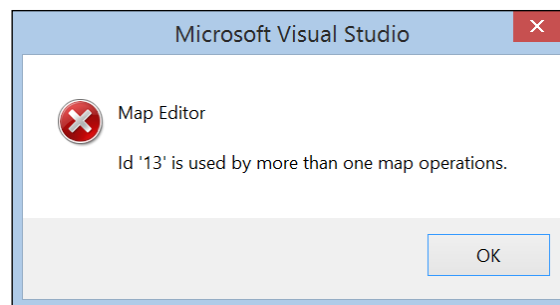 Microsoft Visual Studio
Map Editor
Id '13' is used by more than one map operations.
OK